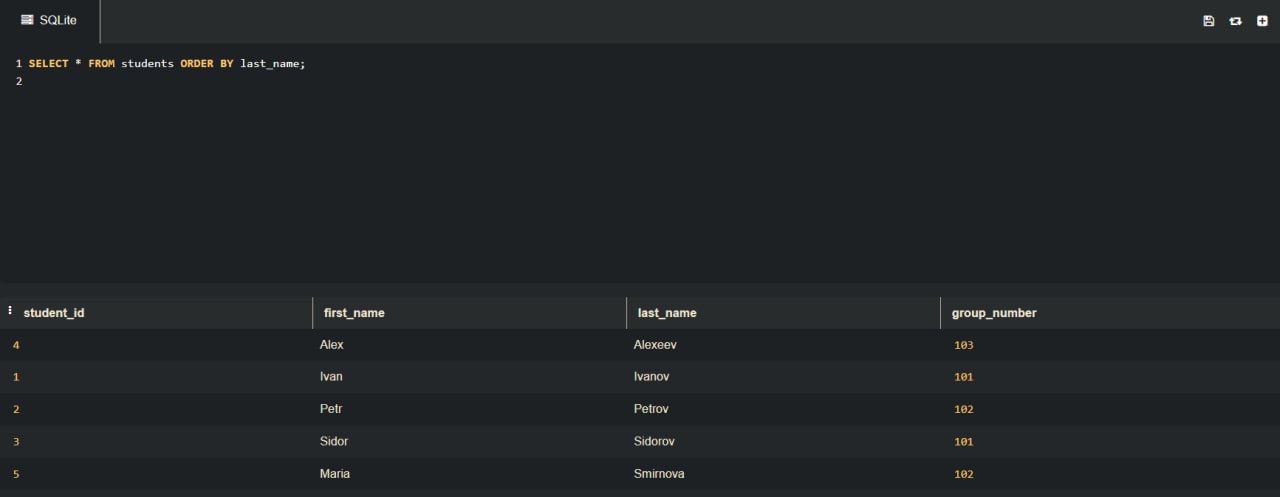 SQLite
1 SELECT * FROM students ORDER BY last_name;
2
student_id first_name last_name group_number
4 Alex Alexeev 103
1 Ivan Ivanov 101
2 Petr Petrov 102
3 Sidor Sidorov 101
5 Maria Smirnova 102